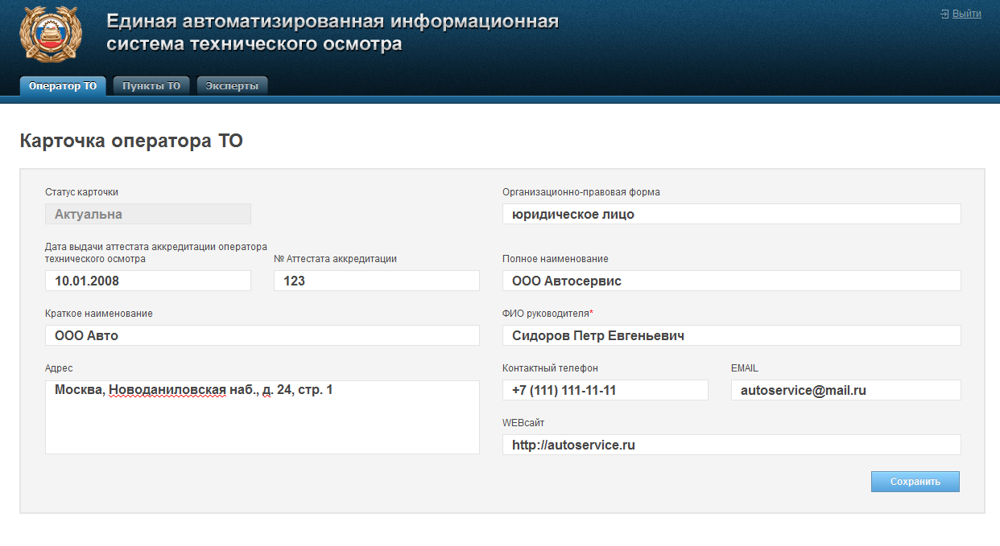 Единая автоматизированная информационная
система технического осмотра
Выйти
Оператор ТО
Пункты ТО
Эксперты
Карточка оператора ТО
Статус карточки
Актуальна
Организационно-правовая форма
юридическое лицо
Дата выдачи аттестата аккредитации оператора
технического осмотра
10.01.2008
№ Аттестата аккредитации
123
Полное наименование
ООО Автосервис
Краткое наименование
ООО Авто
ФИО руководителя*
Сидоров Петр Евгеньевич
Адрес
Москва, Новоданиловская наб., д. 24, стр. 1
Контактный телефон
+7 (111) 111-11-11
EMAIL
autoservice@mail.ru
WEBсайт
http://autoservice.ru
Сохранить